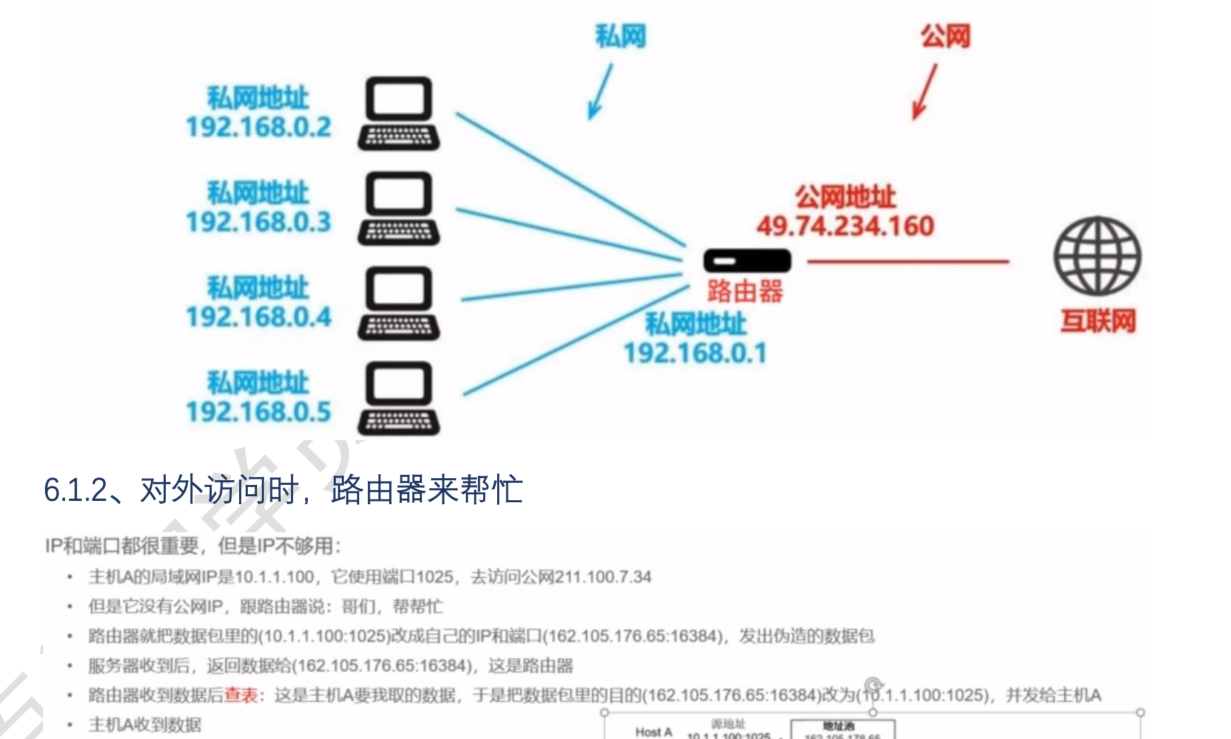 私网
公网
私网地址
192.168.0.2
私网地址
192.168.0.3
公网地址
49.74.234.160
私网地址
192.168.0.4
路由器
互联网
私网地址
192.168.0.1
私网地址
192.168.0.5
6.1.2、对外访问时，路由器来帮忙
IP和端口都很重要，但是IP不够用：
• 主机A的局域网IP是10.1.1.100，它使用端口1025，去访问公网211.100.7.34
• 但是它没有公网IP，跟路由器说：哥们，帮帮忙
• 路由器就把数据包里的(10.1.1.100:1025)改成自己的IP和端口(162.105.176.65:16384)，发出伪造的数据包
• 服务器收到后，返回数据给(162.105.176.65:16384)，这是路由器
• 路由器收到数据后查表：这是主机A要我取的数据，于是把数据包里的目的(162.105.176.65:16384)改为(10.1.1.100:1025)，并发给主机A
• 主机A收到数据
源地址
地址池
Host A
10.1.1.100:1025
162.105.178.65